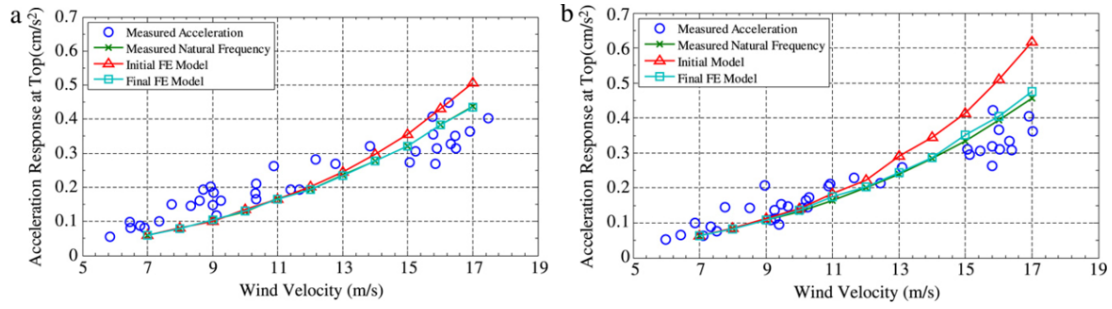 a
Acceleration Response at Top(cm/s²)
0.7
0.6
0.5
0.4
0.3
0.2
0.1
0
Measured Acceleration
Measured Natural Frequency
Initial FE Model
Final FE Model
5 7 9 11 13 15 17 19
Wind Velocity (m/s)
b
Acceleration Response at Top(cm/s²)
0.7
0.6
0.5
0.4
0.3
0.2
0.1
0
Measured Acceleration
Measured Natural Frequency
Initial Model
Final FE Model
5 7 9 11 13 15 17 19
Wind Velocity (m/s)